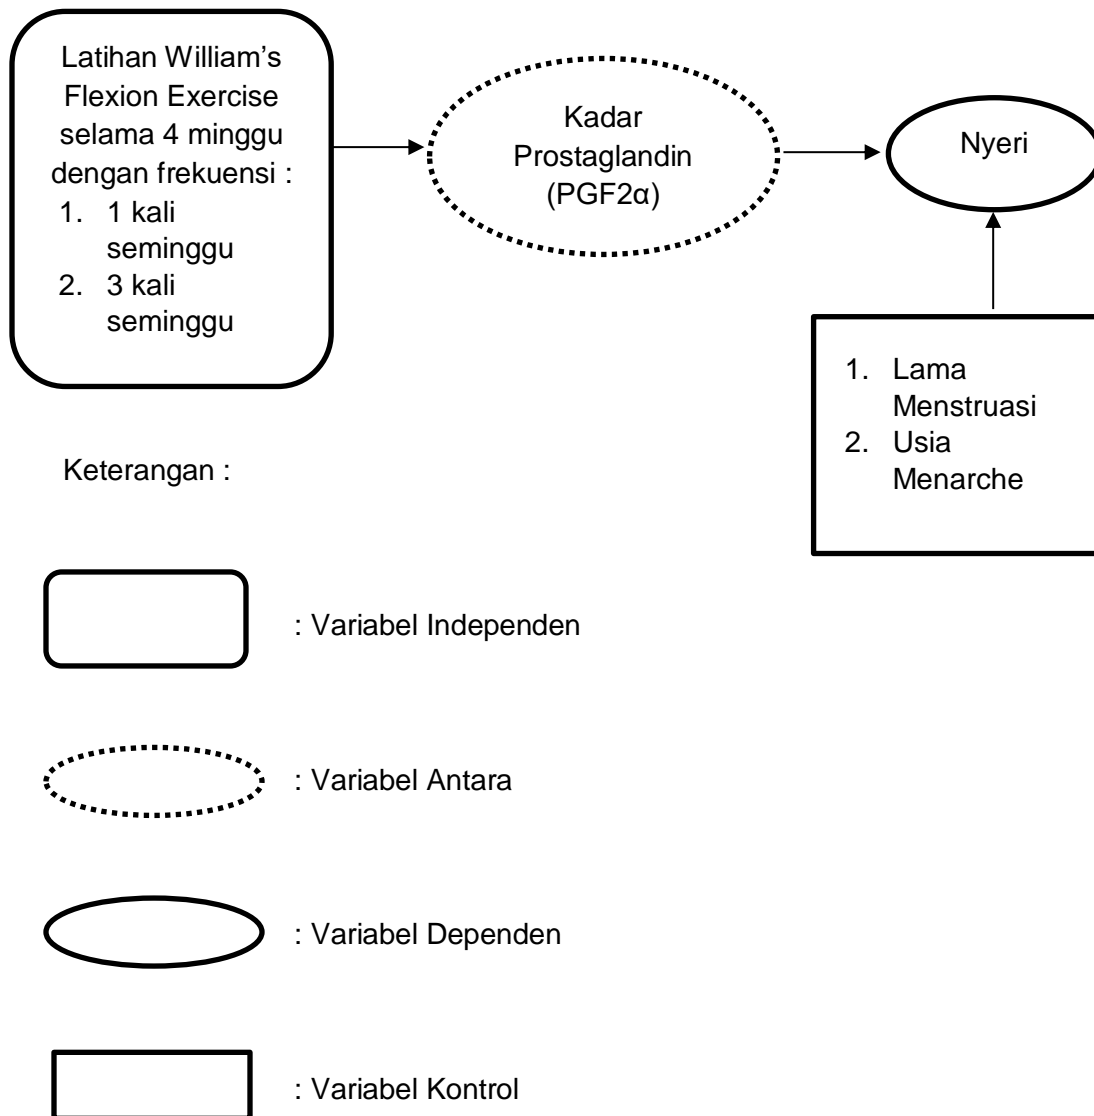 Latihan William’s
Flexion Exercise
selama 4 minggu
dengan frekuensi :
1. 1 kali
seminggu
2. 3 kali
seminggu
Kadar
Prostaglandin
(PGF2α)
Nyeri
1. Lama
Menstruasi
2. Usia
Menarche
Keterangan :
: Variabel Independen
: Variabel Antara
: Variabel Dependen
: Variabel Kontrol